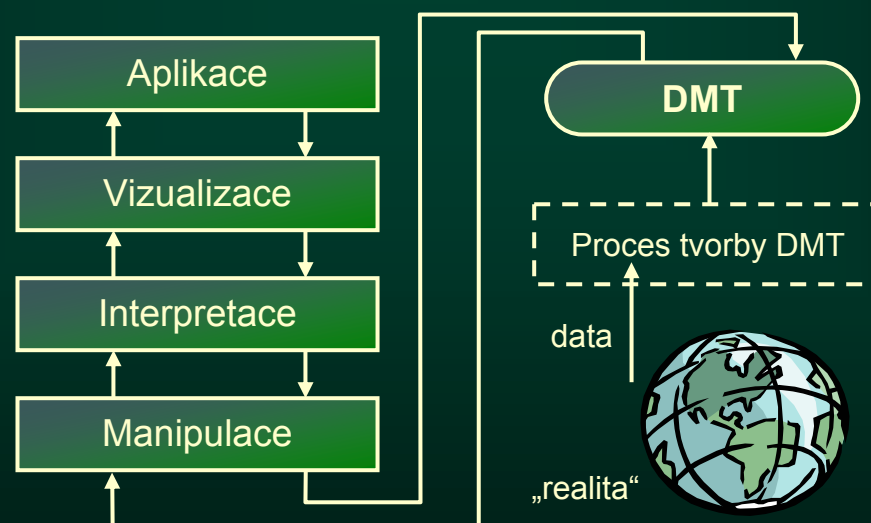 Aplikace
Vizualizace
Interpretace
Manipulace
DMT
Proces tvorby DMT
data
„realita“